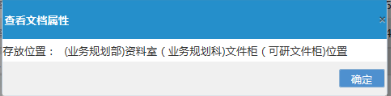 查看文档属性
存放位置： (业务规划部)资料室（业务规划科)文件柜（可研文件柜)位置
确定